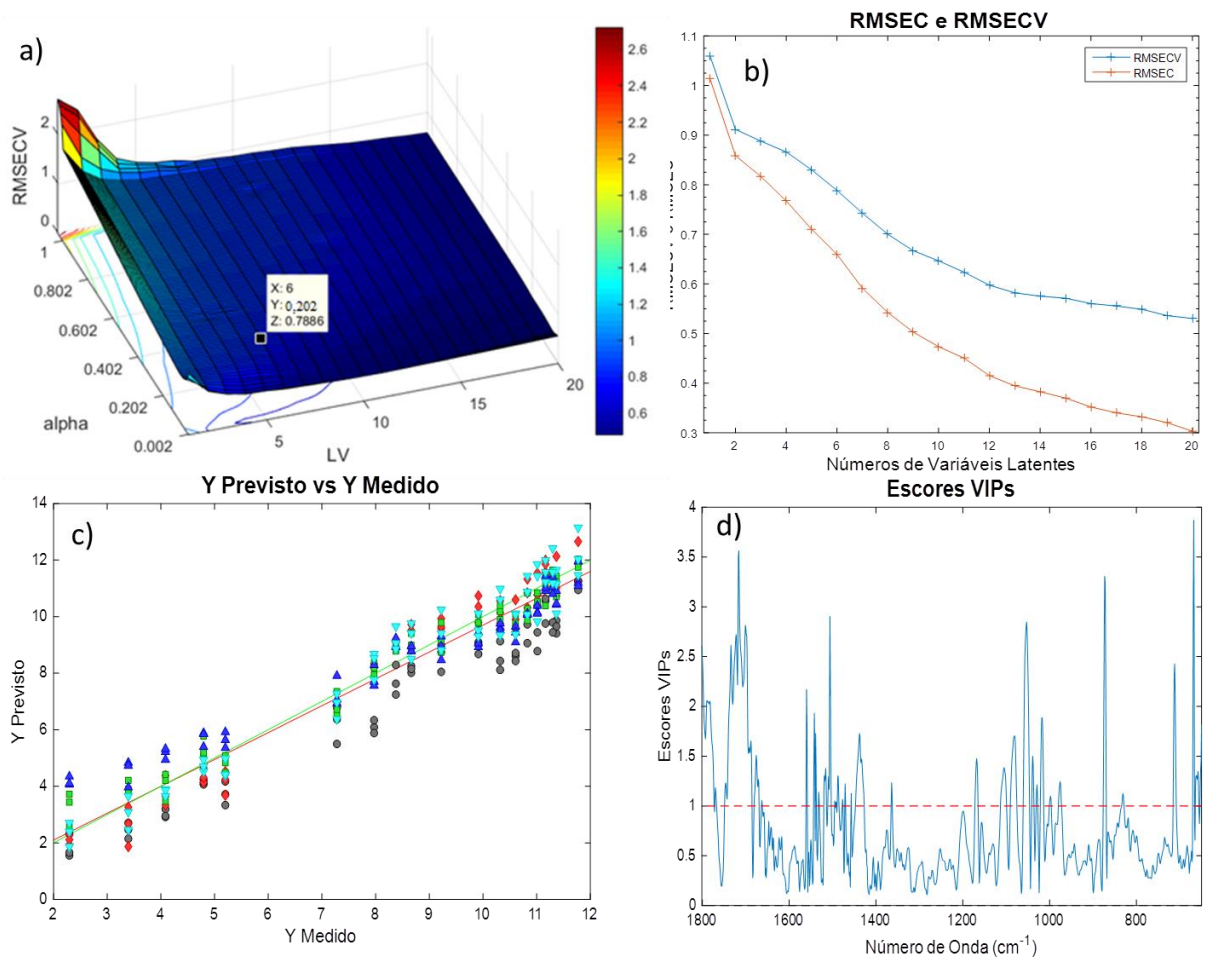 a)
RMSECV
2
1
0
1
0.802
0.602
0.402
0.202
0.002
alpha
5
10
15
20
LV
X: 6
Y: 0,202
Z: 0.7886
2.6
2.4
2.2
2
1.8
1.6
1.4
1.2
1
0.8
0.6
RMSEC e RMSECV
b)
RMSECV
RMSEC
1.1
1
0.9
0.8
0.7
0.6
0.5
0.4
0.3
2 4 6 8 10 12 14 16 18 20
Números de Variáveis Latentes
Y Previsto vs Y Medido
c)
Y Previsto
14
12
10
8
6
4
2
0
2 3 4 5 6 7 8 9 10 11 12
Y Medido
Escores VIPs
d)
Escores VIPs
4
3.5
3
2.5
2
1.5
1
0.5
0
1800 1600 1400 1200 1000 800
Número de Onda (cm-1)